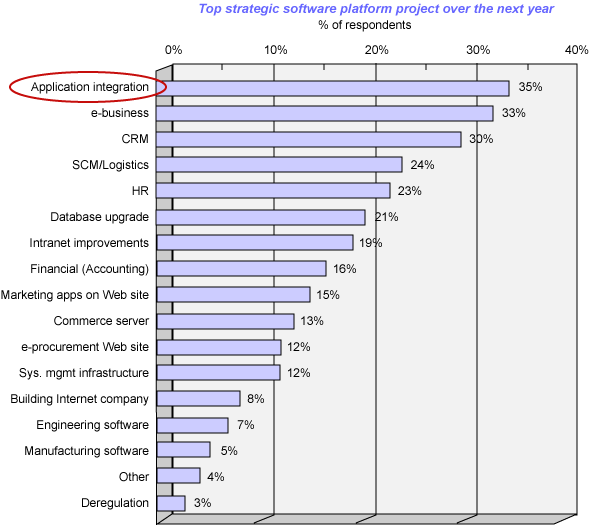 Top strategic software platform project over the next year
% of respondents
0% 10% 20% 30% 40%
Application integration 35%
e-business 33%
CRM 30%
SCM/Logistics 24%
HR 23%
Database upgrade 21%
Intranet improvements 19%
Financial (Accounting) 16%
Marketing apps on Web site 15%
Commerce server 13%
e-procurement Web site 12%
Sys. mgmt infrastructure 12%
Building Internet company 8%
Engineering software 7%
Manufacturing software 5%
Other 4%
Deregulation 3%